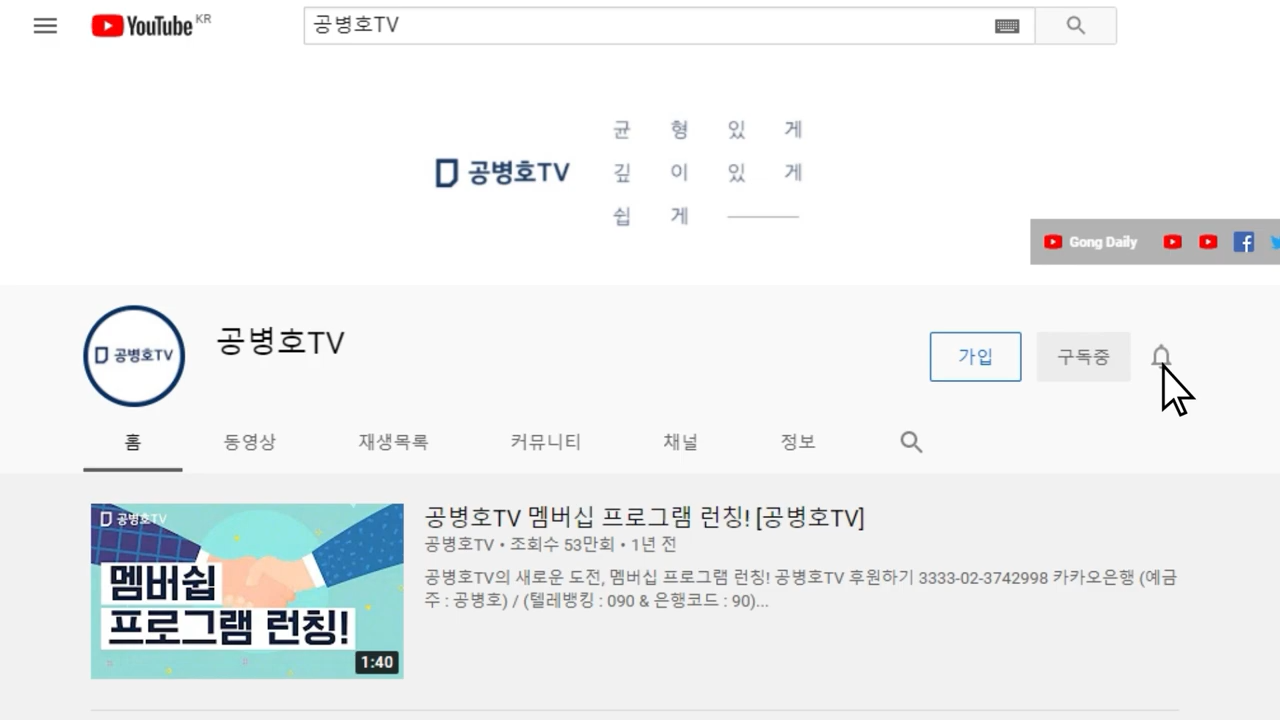 YouTube KR
공병호TV
균 형 있 게
공병호TV
깊 이 있 게
쉽 게
Gong Daily
공병호TV
공병호TV
가입
구독중
홈
동영상
재생목록
커뮤니티
채널
정보
공병호TV
멤버쉽
프로그램 런칭!
1:40
공병호TV 멤버십 프로그램 런칭! [공병호TV]
공병호TV • 조회수 53만회 • 1년 전
공병호TV의 새로운 도전, 멤버십 프로그램 런칭! 공병호TV 후원하기 3333-02-3742998 카카오은행 (예금
주 : 공병호) / (텔레뱅킹 : 090 & 은행코드 : 90)...